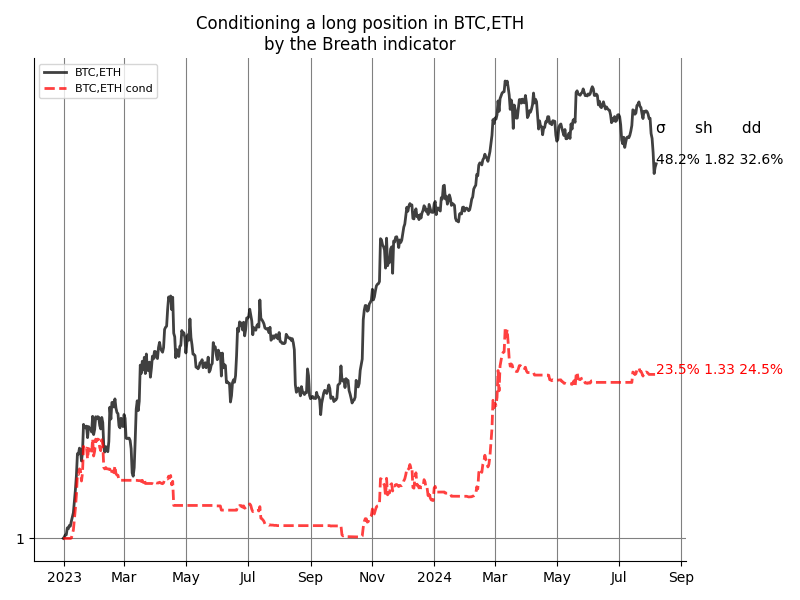 Conditioning a long position in BTC,ETH
by the Breath indicator
BTC,ETH
BTC,ETH cond
σ sh dd
48.2% 1.82 32.6%
23.5% 1.33 24.5%
1
2023 Mar May Jul Sep Nov 2024 Mar May Jul Sep